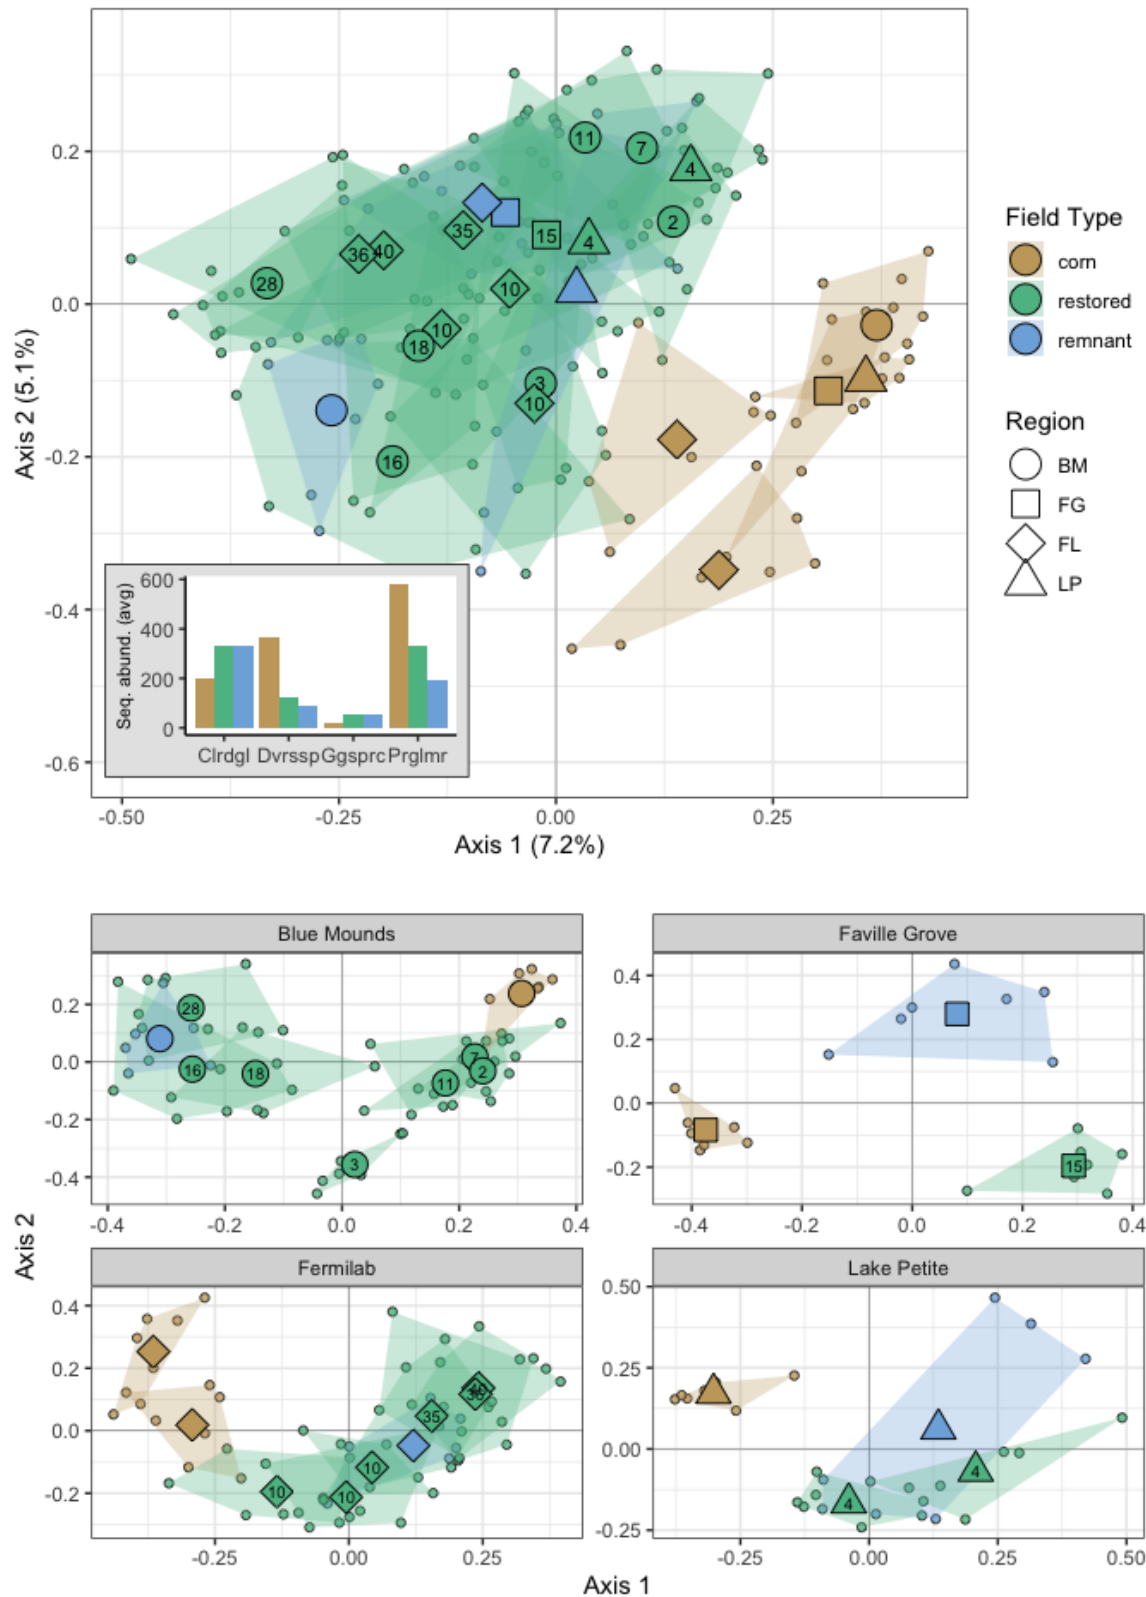 0.2
0.0
-0.2
-0.4
-0.6
Axis 2 (5.1%)
11
7
4
2
35
15
4
36
40
28
10
10
18
3
10
16
Seq. abund. (avg)
600
400
200
0
Clrdgl Dvrssp Ggsprc Prglmr
-0.50 -0.25 0.00 0.25
Axis 1 (7.2%)
Field Type
corn
restored
remnant
Region
BM
FG
FL
LP
Blue Mounds
0.2
0.0
-0.2
-0.4
28
16
18
7
2
11
3
-0.4 -0.2 0.0 0.2 0.4
Faville Grove
0.4
0.2
0.0
-0.2
15
-0.4 -0.2 0.0 0.2 0.4
Axis 2
Fermilab
0.4
0.2
0.0
-0.2
35
10
10
10
-0.25 0.00 0.25
Lake Petite
0.50
0.25
0.00
-0.25
4
4
-0.25 0.00 0.25 0.50
Axis 1